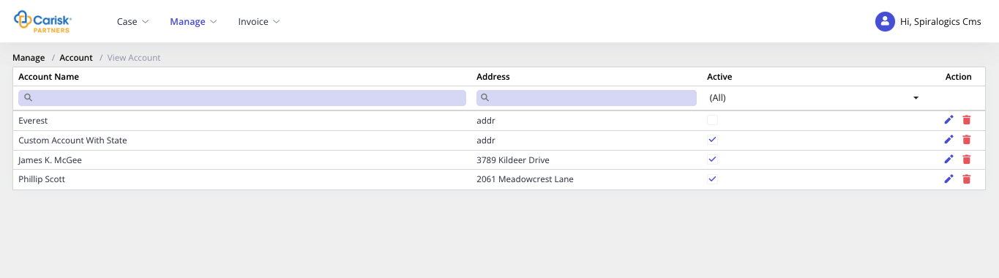 Carisk
PARTNERS
Case Manage Invoice Hi, Spiralogics Cms
Manage / Account / View Account
Account Name Address Active Action
(All)
Everest addr
Custom Account With State addr
James K. McGee 3789 Kildeer Drive
Phillip Scott 2061 Meadowcrest Lane